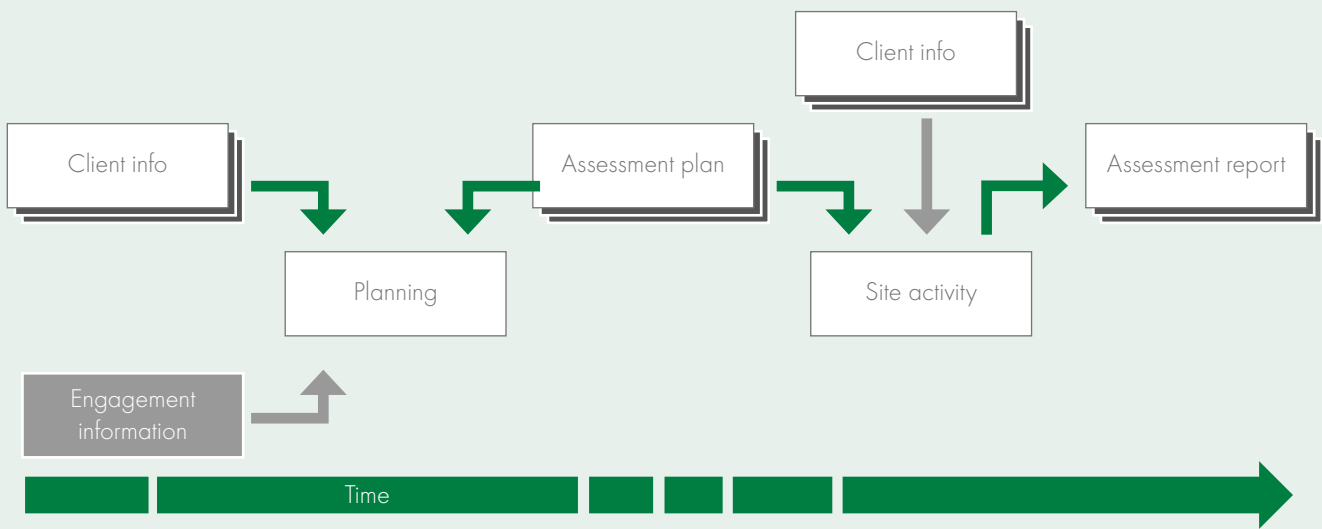 Client info
Client info
Assessment plan
Assessment report
Planning
Site activity
Engagement
information
Time